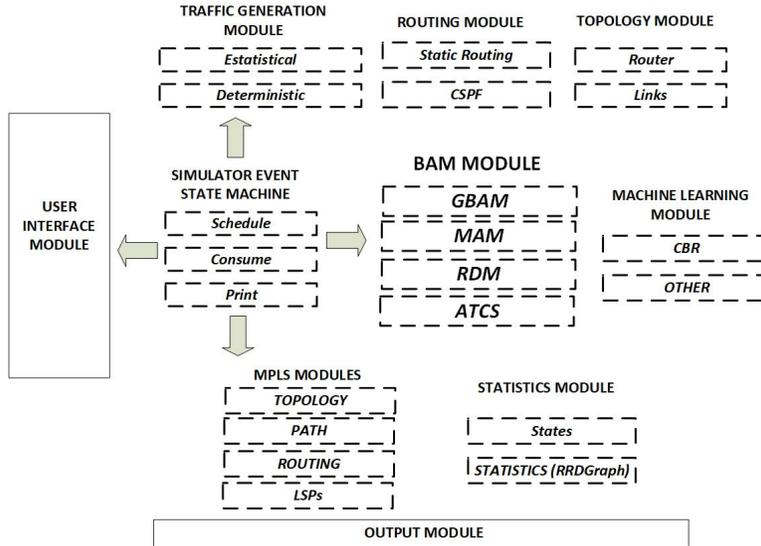 TRAFFIC GENERATION
MODULE
Estatistical
Deterministic
ROUTING MODULE
Static Routing
CSPF
TOPOLOGY MODULE
Router
Links
USER
INTERFACE
MODULE
SIMULATOR EVENT
STATE MACHINE
Schedule
Consume
Print
BAM MODULE
GBAM
MAM
RDM
ATCS
MACHINE LEARNING
MODULE
CBR
OTHER
MPLS MODULES
TOPOLOGY
PATH
ROUTING
LSPs
STATISTICS MODULE
States
STATISTICS (RRDGraph)
OUTPUT MODULE